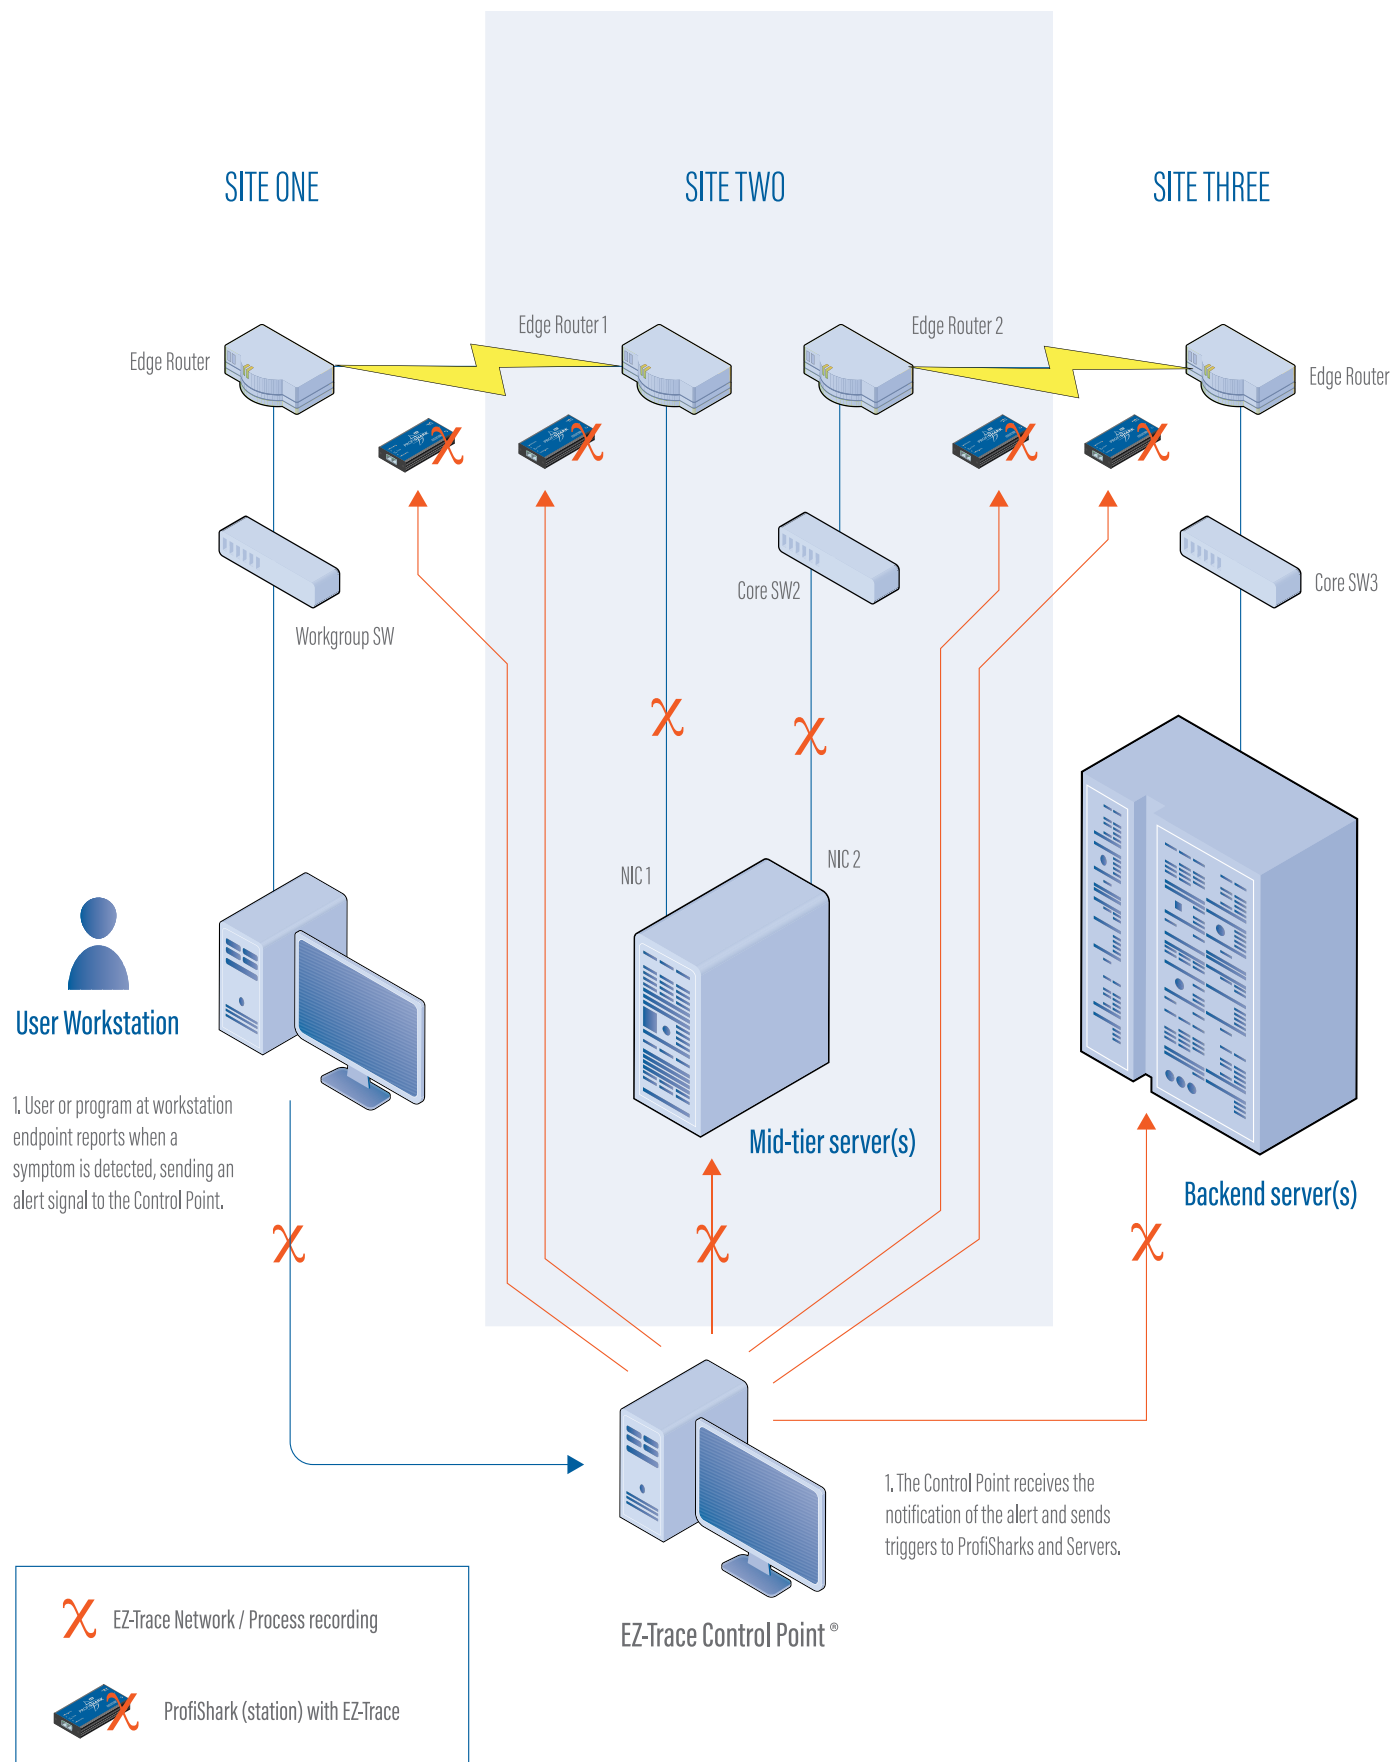 SITE ONE
SITE TWO
SITE THREE
Edge Router 1
Edge Router 2
Edge Router
Edge Router
Core SW2
Core SW3
Workgroup SW
NIC 1
NIC 2
User Workstation
1. User or program at workstation
endpoint reports when a
symptom is detected, sending an
alert signal to the Control Point.
Mid-tier server(s)
Backend server(s)
1. The Control Point receives the
notification of the alert and sends
triggers to ProfiSharks and Servers.
EZ-Trace Control Point ®
χ EZ-Trace Network / Process recording
ProfiShark (station) with EZ-Trace